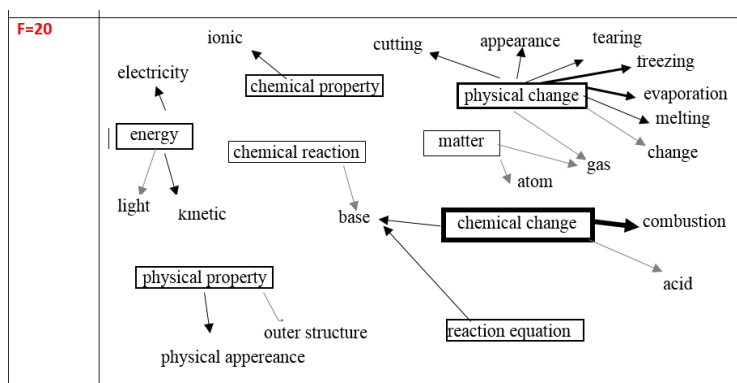 F=20
ionic
cutting
appearance
tearing
freezing
electricity
chemical property
physical change
evaporation
melting
energy
chemical reaction
matter
change
gas
atom
light
kınetic
base
chemical change
combustion
physical property
acid
outer structure
reaction equation
physical appereance